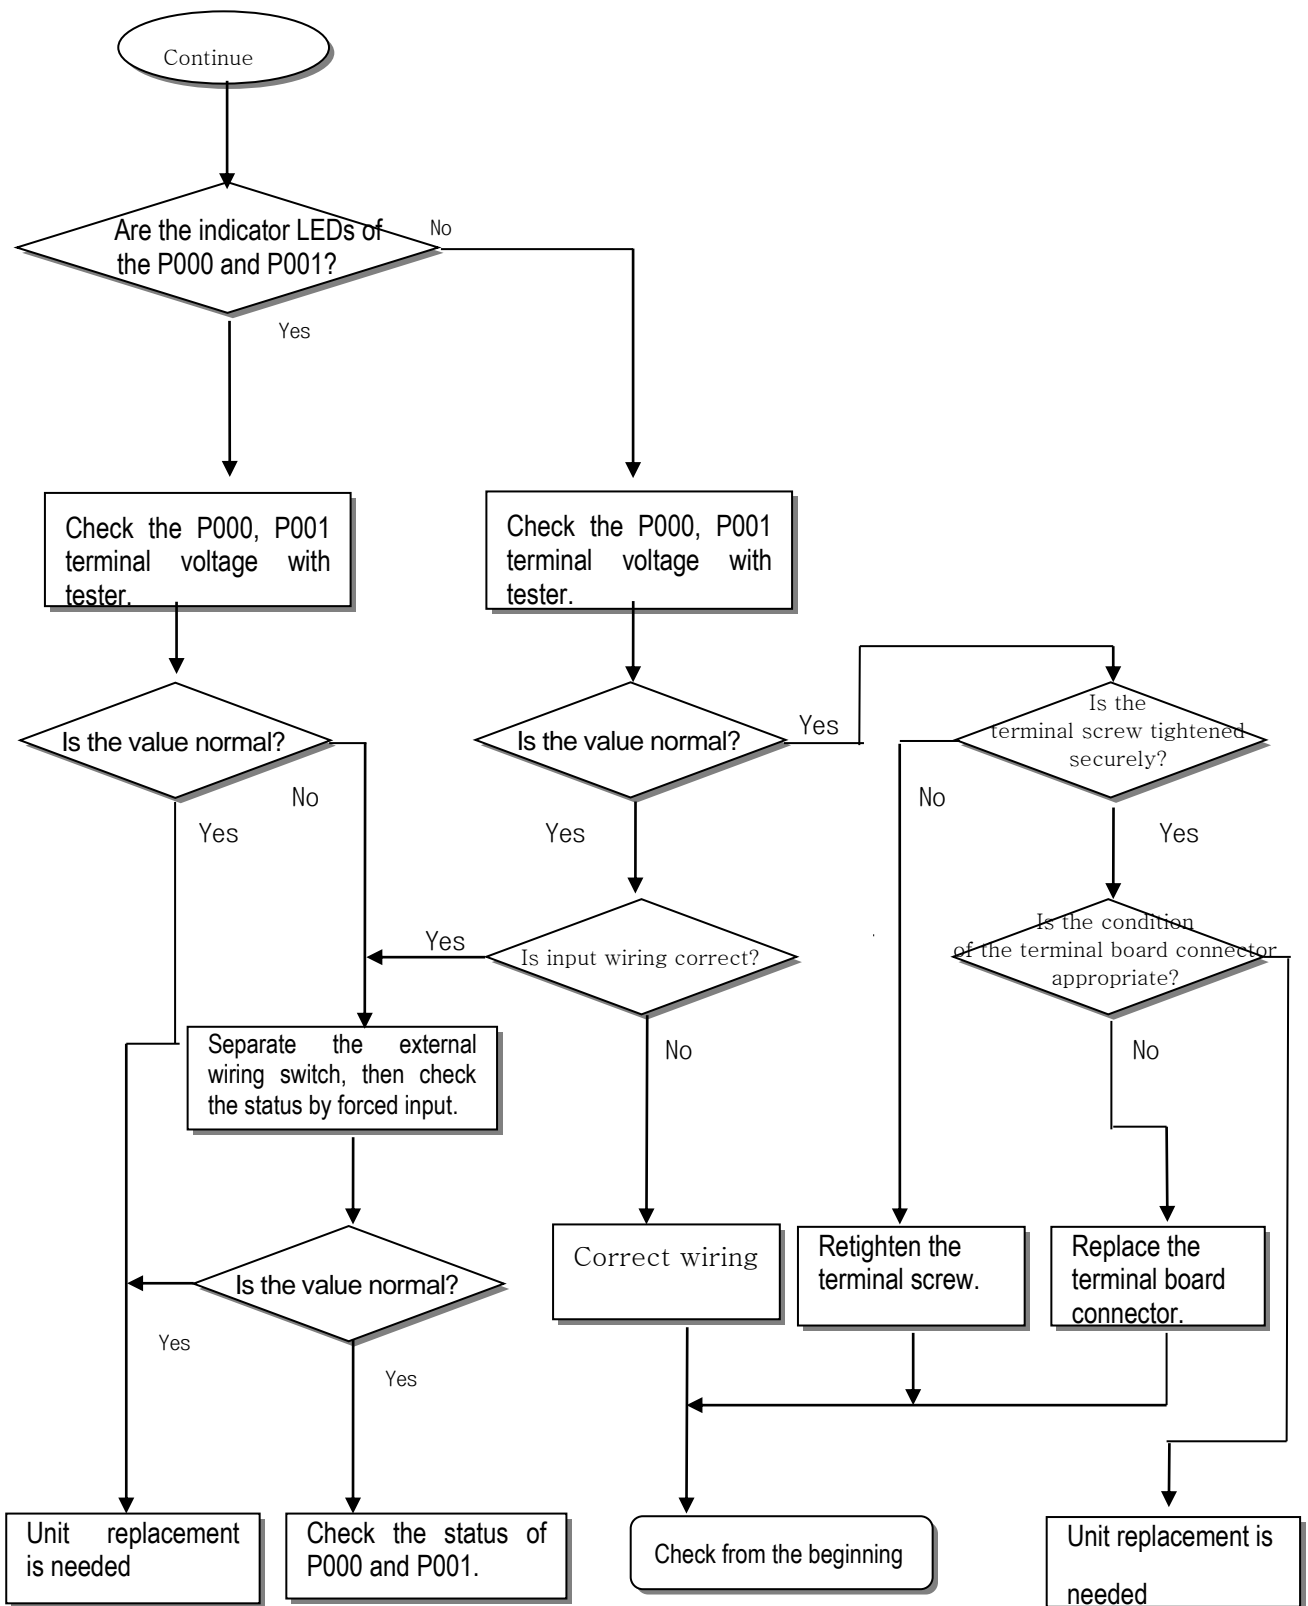 Continue
Are the indicator LEDs of
the P000 and P001?
No
Yes
Check the P000, P001
terminal voltage with
tester.
Check the P000, P001
terminal voltage with
tester.
Is the value normal?
No
Yes
Is the value normal?
Yes
Yes
Is the
terminal screw tightened
securely?
No
Yes
Is input wiring correct?
Yes
No
Is the condition
of the terminal board connector
appropriate?
No
Separate the external
wiring switch, then check
the status by forced input.
Is the value normal?
Yes
Yes
Correct wiring
Retighten the
terminal screw.
Replace the
terminal board
connector.
Unit replacement
is needed
Check the status of
P000 and P001.
Check from the beginning
Unit replacement is
needed